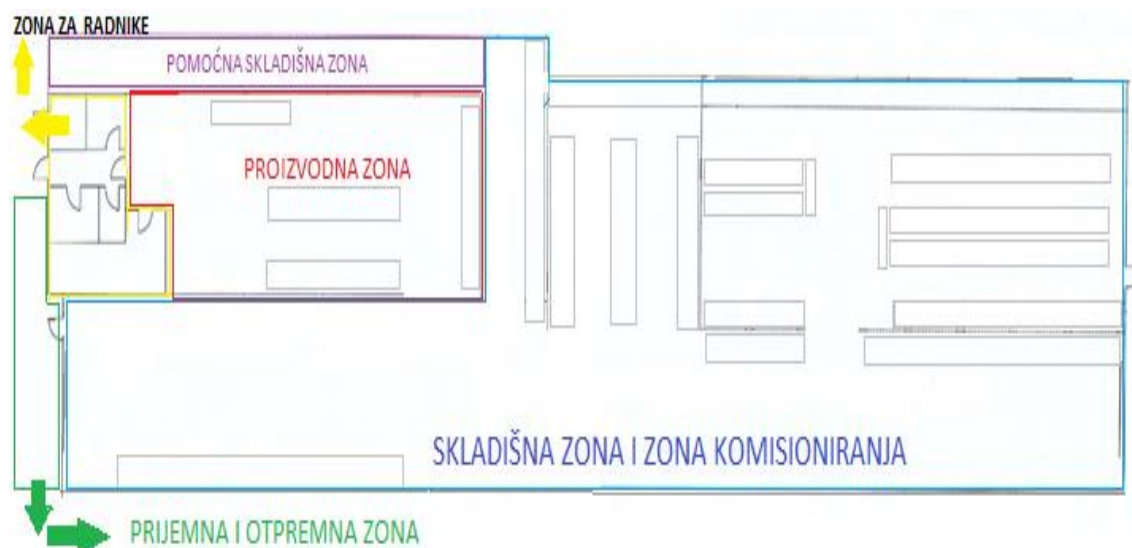 ZONA ZA RADNIKE
POMOĆNA SKLADIŠNA ZONA
PROIZVODNA ZONA
SKLADIŠNA ZONA I ZONA KOMISIONIRANJA
PRIJEMNA I OTPREMNA ZONA